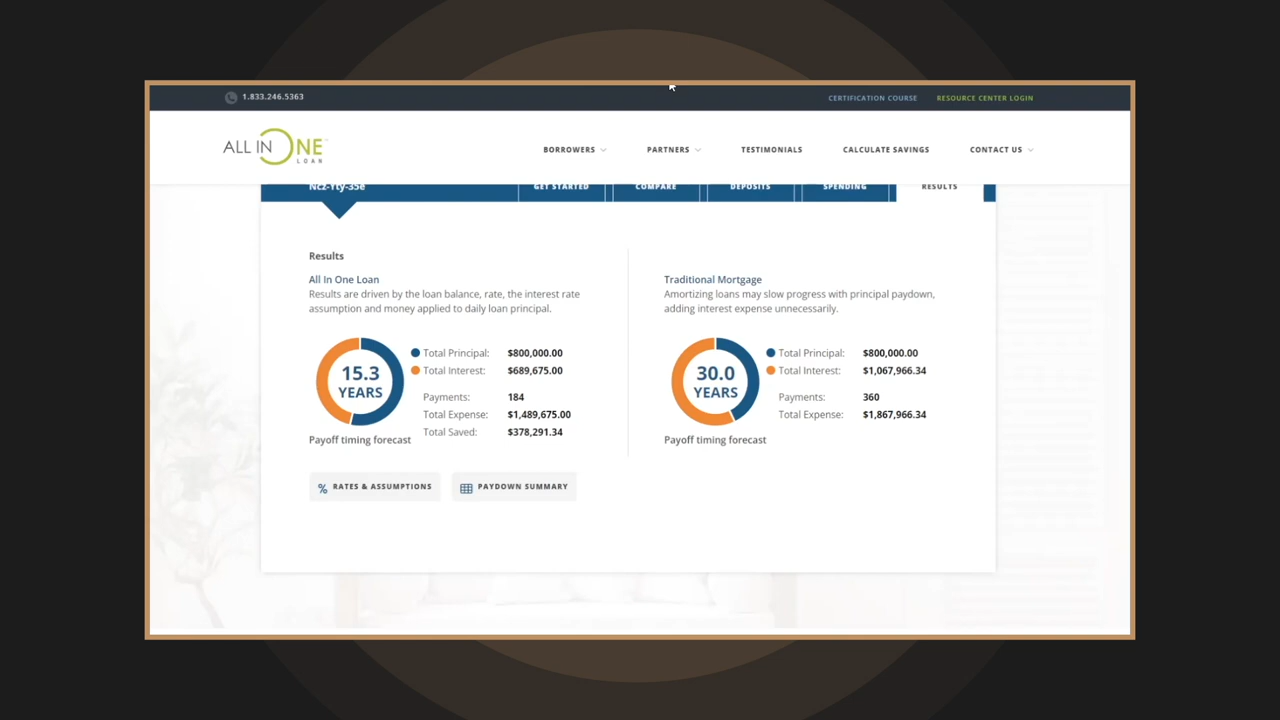 1.833.246.5363
CERTIFICATION COURSE
RESOURCE CENTER LOGIN
ALL IN ONE
LOAN
BORROWERS
PARTNERS
TESTIMONIALS
CALCULATE SAVINGS
CONTACT US
Ncz-Yty-35e
GET STARTED
COMPARE
DEPOSITS
SPENDING
RESULTS
Results
All In One Loan
Results are driven by the loan balance, rate, the interest rate
assumption and money applied to daily loan principal.
15.3
YEARS
Total Principal: $800,000.00
Total Interest: $689,675.00
Payments: 184
Total Expense: $1,489,675.00
Total Saved: $378,291.34
Payoff timing forecast
Traditional Mortgage
Amortizing loans may slow progress with principal paydown,
adding interest expense unnecessarily.
30.0
YEARS
Total Principal: $800,000.00
Total Interest: $1,067,966.34
Payments: 360
Total Expense: $1,867,966.34
Payoff timing forecast
% RATES & ASSUMPTIONS
PAYDOWN SUMMARY